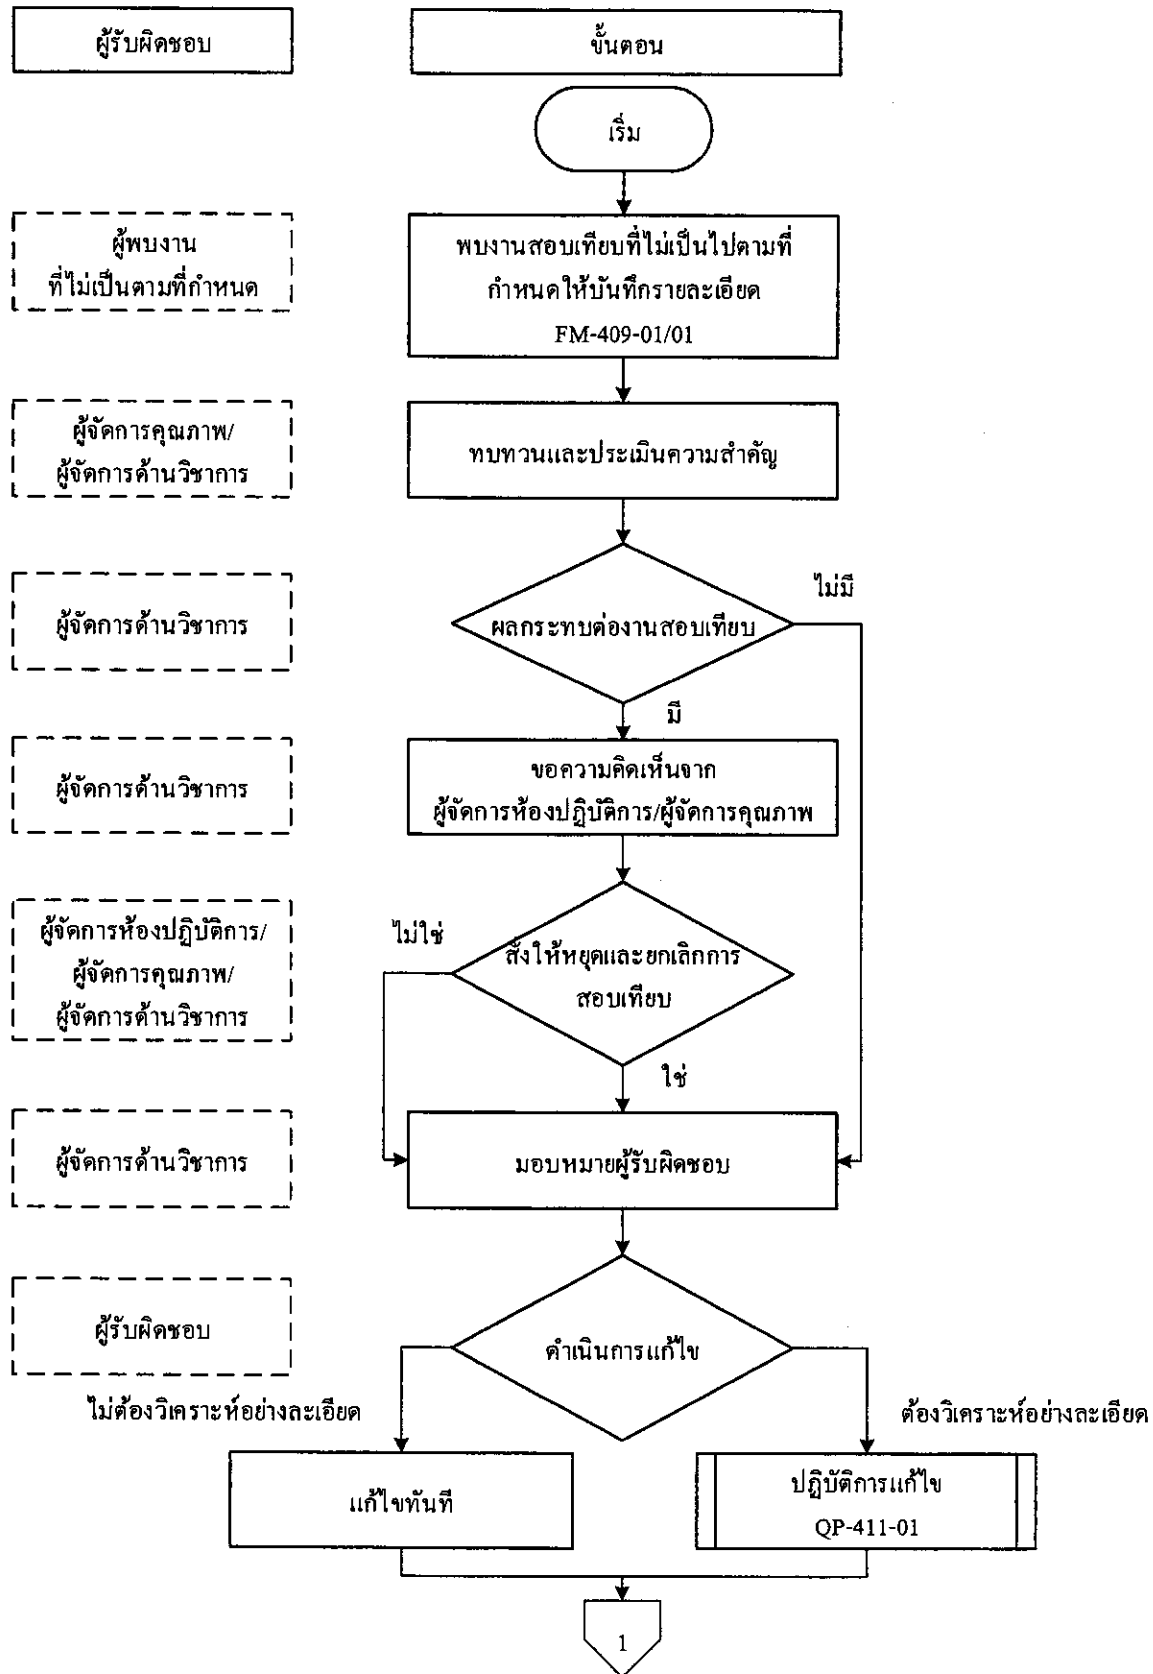 ผู้รับผิดชอบ
ขั้นตอน
เริ่ม
ผู้พบงาน
ที่ไม่เป็นตามที่กำหนด
พบงานสอบเทียบที่ไม่เป็นไปตามที่
กำหนดให้บันทึกรายละเอียด
FM-409-01/01
ผู้จัดการคุณภาพ/
ผู้จัดการด้านวิชาการ
ทบทวนและประเมินความสำคัญ
ผู้จัดการด้านวิชาการ
ผลกระทบต่องานสอบเทียบ
ไม่มี
มี
ผู้จัดการด้านวิชาการ
ขอความคิดเห็นจาก
ผู้จัดการห้องปฏิบัติการ/ผู้จัดการคุณภาพ
ผู้จัดการห้องปฏิบัติการ/
ผู้จัดการคุณภาพ/
ผู้จัดการด้านวิชาการ
ไม่ใช่
สั่งให้หยุดและยกเลิกการ
สอบเทียบ
ใช่
ผู้จัดการด้านวิชาการ
มอบหมายผู้รับผิดชอบ
ผู้รับผิดชอบ
ดำเนินการแก้ไข
ไม่ต้องวิเคราะห์อย่างละเอียด
ต้องวิเคราะห์อย่างละเอียด
แก้ไขทันที
ปฏิบัติการแก้ไข
QP-411-01
1